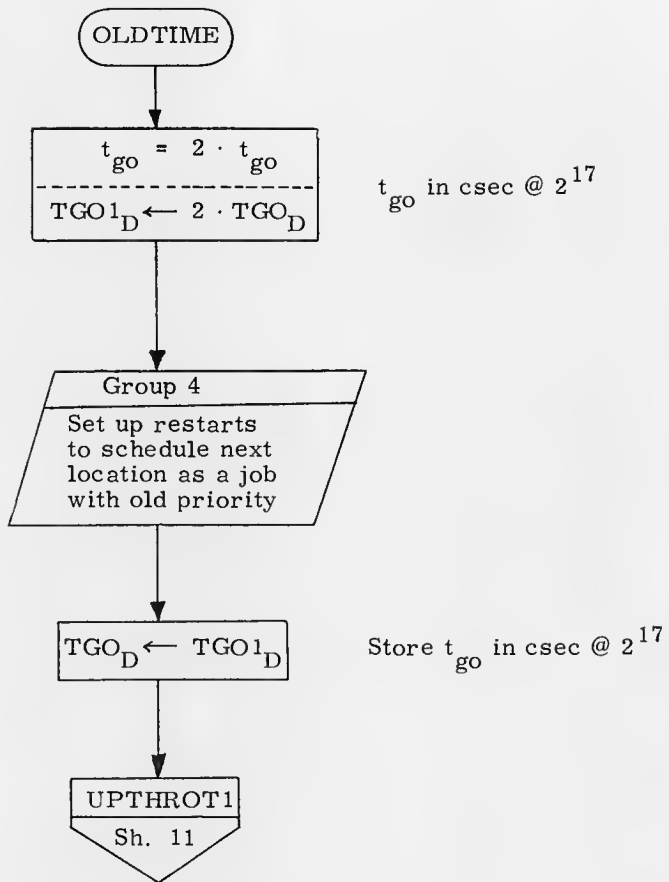 OLDTIME
t_go = 2 · t_go
TGO1_D ← 2 · TGO_D
t_go in csec @ 2^17
Group 4
Set up restarts
to schedule next
location as a job
with old priority
TGO_D ← TGO1_D
Store t_go in csec @ 2^17
UPTHROT1
Sh. 11